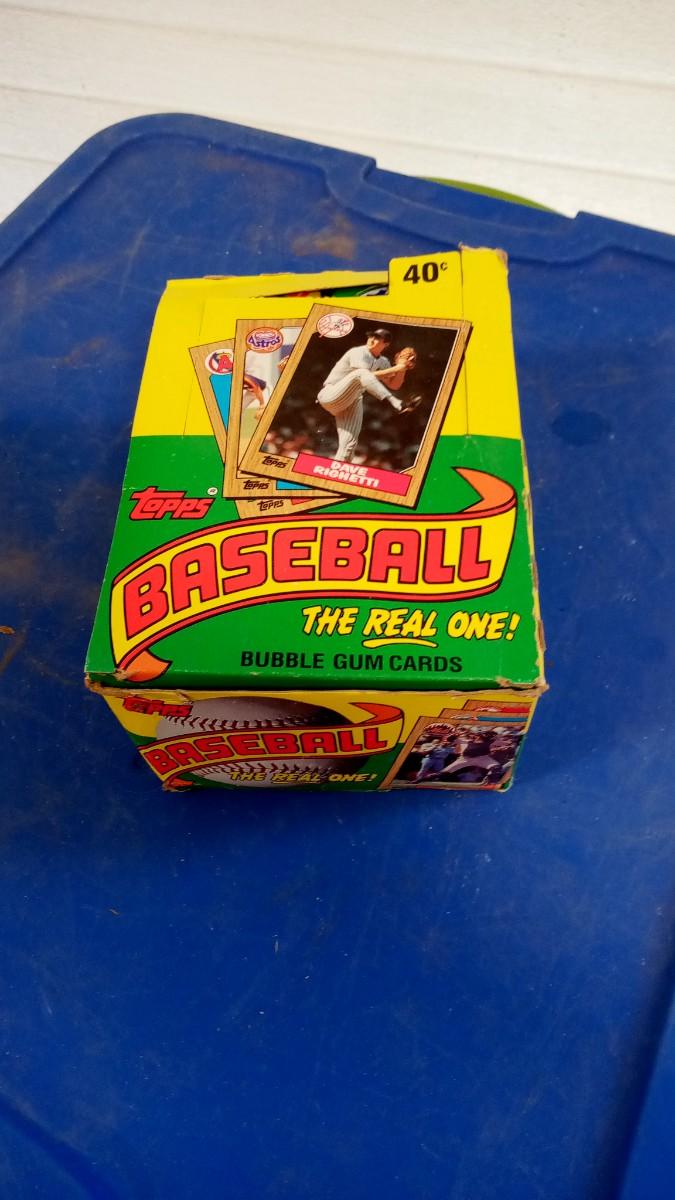 40¢
Astros
Topps
Topps
Topps
DAVE
RIGHETTI
Topps®
BASEBALL
THE REAL ONE!
BUBBLE GUM CARDS
Topps
BASEBALL
THE REAL ONE!